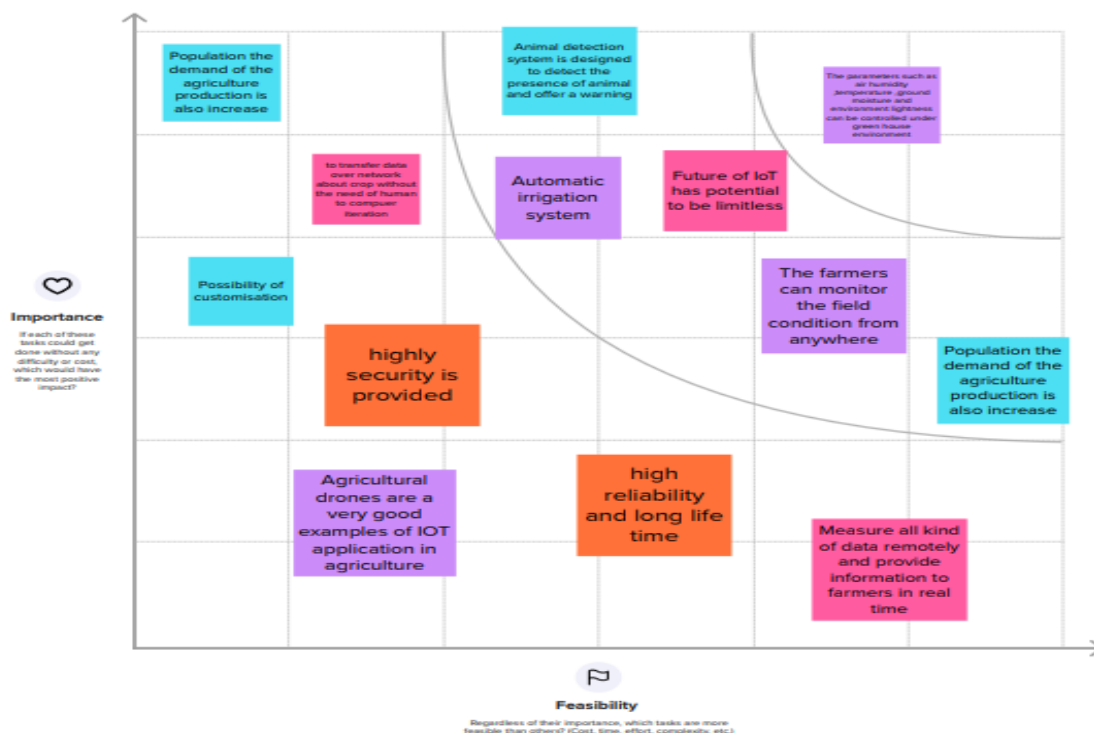 Population the
demand of the
agriculture
production is
also increase
Animal detection
system is designed
to detect the
presence of animal
and offer a warning
The parameters such as
air humidity
,temperature ,ground
moisture and
environment lightness
can be controlled under
green house
environment
to transfer data
over network
about crop without
the need of human
to compuer
iteration
Automatic
irrigation
system
Future of IoT
has potential
to be limitless
Possibility of
customisation
The farmers
can monitor
the field
condition from
anywhere
Importance
If each of these
tasks could get
done without any
difficulty or cost,
which would have
the most positive
impact?
highly
security is
provided
Population the
demand of the
agriculture
production is
also increase
Agricultural
drones are a
very good
examples of IOT
application in
agriculture
high
reliability
and long life
time
Measure all kind
of data remotely
and provide
information to
farmers in real
time
Feasibility
Regardless of their importance, which tasks are more
feasible than others? (Cost, time, effort, complexity, etc.)